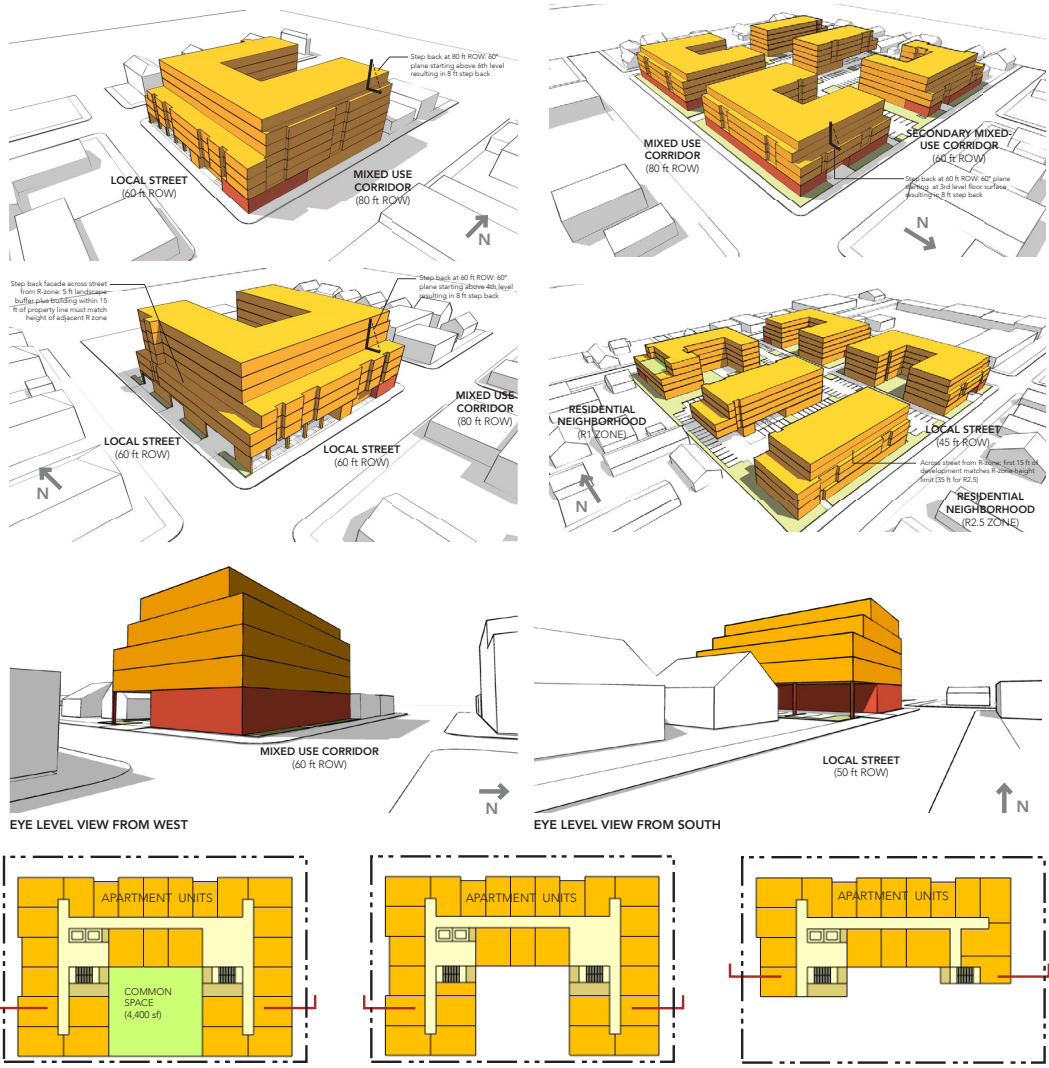 Step back at 80 ft ROW: 60°
plane starting above 6th level
resulting in 8 ft step back
LOCAL STREET
(60 ft ROW)
MIXED USE
CORRIDOR
(80 ft ROW)
N
MIXED USE
CORRIDOR
(80 ft ROW)
SECONDARY MIXED-
USE CORRIDOR
(60 ft ROW)
Step back at 60 ft ROW: 60° plane
starting at 3rd level floor surface
resulting in 8 ft step back
N
Step back facade across street
from R-zone: 5 ft landscape
buffer plus building within 15
ft of property line must match
height of adjacent R zone
Step back at 60 ft ROW: 60°
plane starting above 4th level
resulting in 8 ft step back
MIXED USE
CORRIDOR
(80 ft ROW)
LOCAL STREET
(60 ft ROW)
LOCAL STREET
(60 ft ROW)
N
RESIDENTIAL
NEIGHBORHOOD
(R1 ZONE)
LOCAL STREET
(45 ft ROW)
Across street from R-zone: first 15 ft of
development matches R-zone height
limit (35 ft for R2.5)
RESIDENTIAL
NEIGHBORHOOD
(R2.5 ZONE)
N
MIXED USE CORRIDOR
(60 ft ROW)
N
EYE LEVEL VIEW FROM WEST
LOCAL STREET
(50 ft ROW)
N
EYE LEVEL VIEW FROM SOUTH
APARTMENT UNITS
COMMON
SPACE
(4,400 sf)
APARTMENT UNITS
APARTMENT UNITS